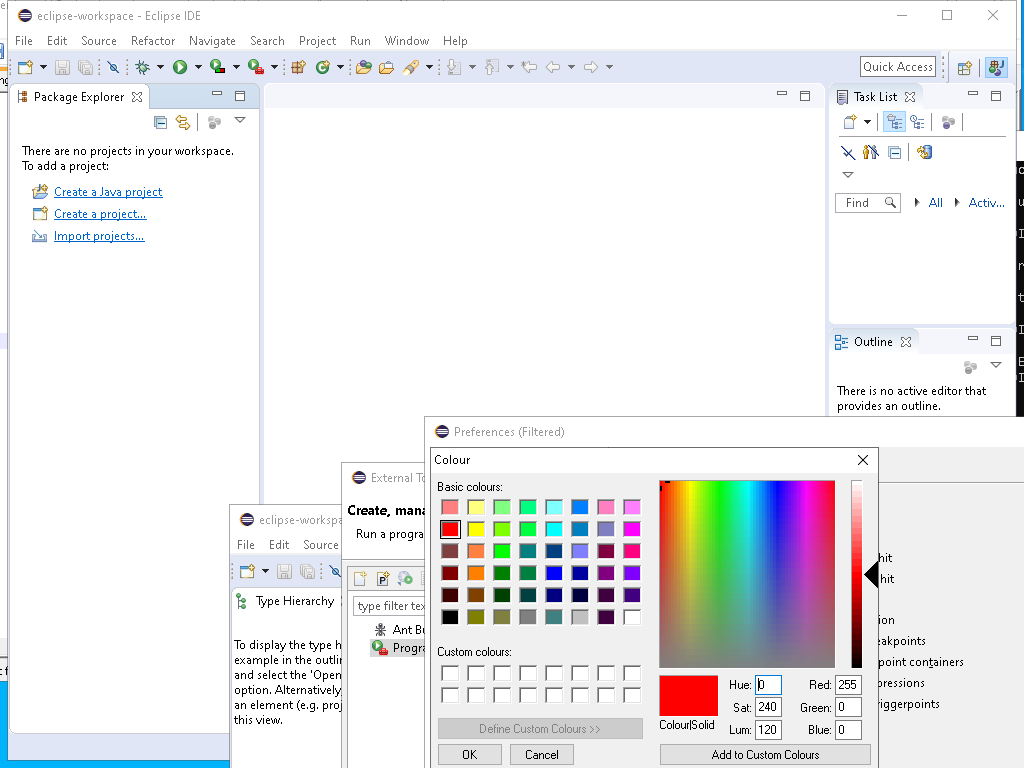 eclipse-workspace - Eclipse IDE
File Edit Source Refactor Navigate Search Project Run Window Help
Quick Access
Package Explorer
Task List
There are no projects in your workspace.
To add a project:
Create a Java project
Create a project...
Import projects...
Find
All
Activ...
Outline
There is no active editor that
provides an outline.
Preferences (Filtered)
Colour
Basic colours:
Custom colours:
Define Custom Colours >>
OK
Cancel
Colour|Solid
Hue: 0
Sat: 240
Lum: 120
Red: 255
Green: 0
Blue: 0
Add to Custom Colours
External To
Create, mana
Run a progra
type filter tex
Ant Bu
Progra
eclipse-workspa
File Edit Source
Type Hierarchy
To display the type h
example in the outlin
and select the 'Open
option. Alternatively,
an element (e.g. proj
this view.
hit
hit
ion
eakpoints
point containers
pressions
iggerpoints